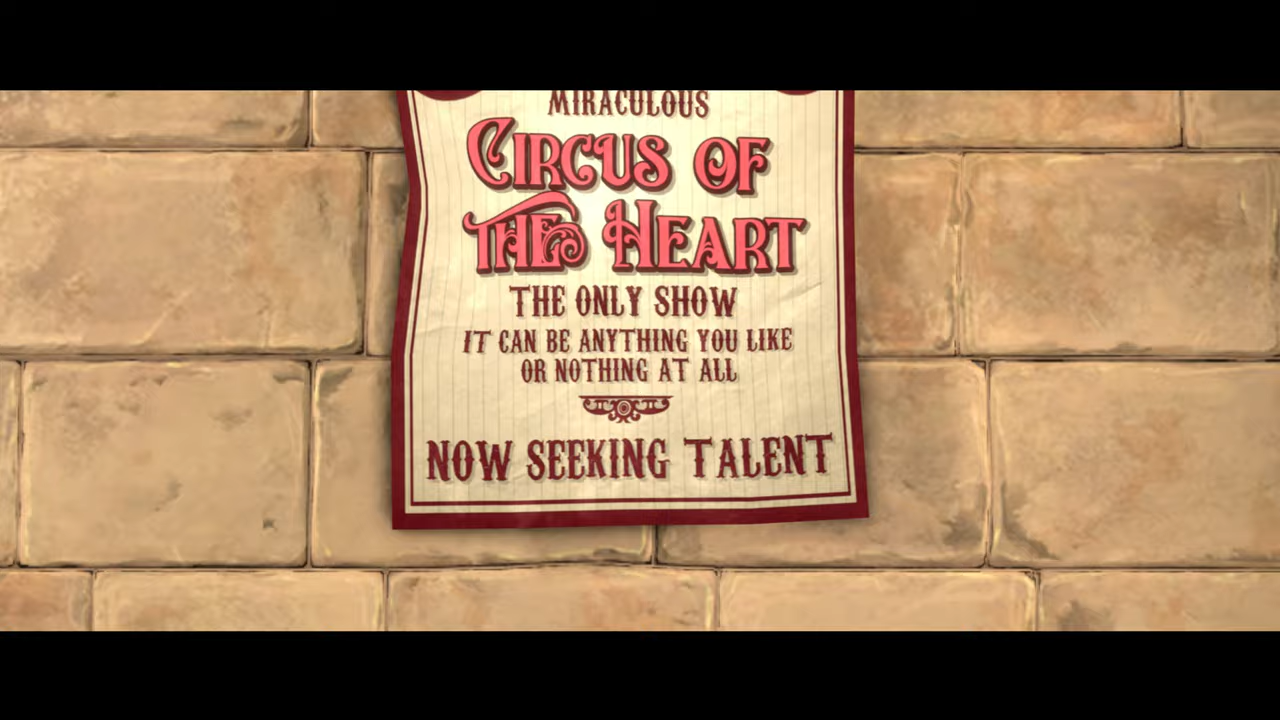 MIRACULOUS
CIRCUS OF
THE HEART
THE ONLY SHOW
IT CAN BE ANYTHING YOU LIKE
OR NOTHING AT ALL
NOW SEEKING TALENT